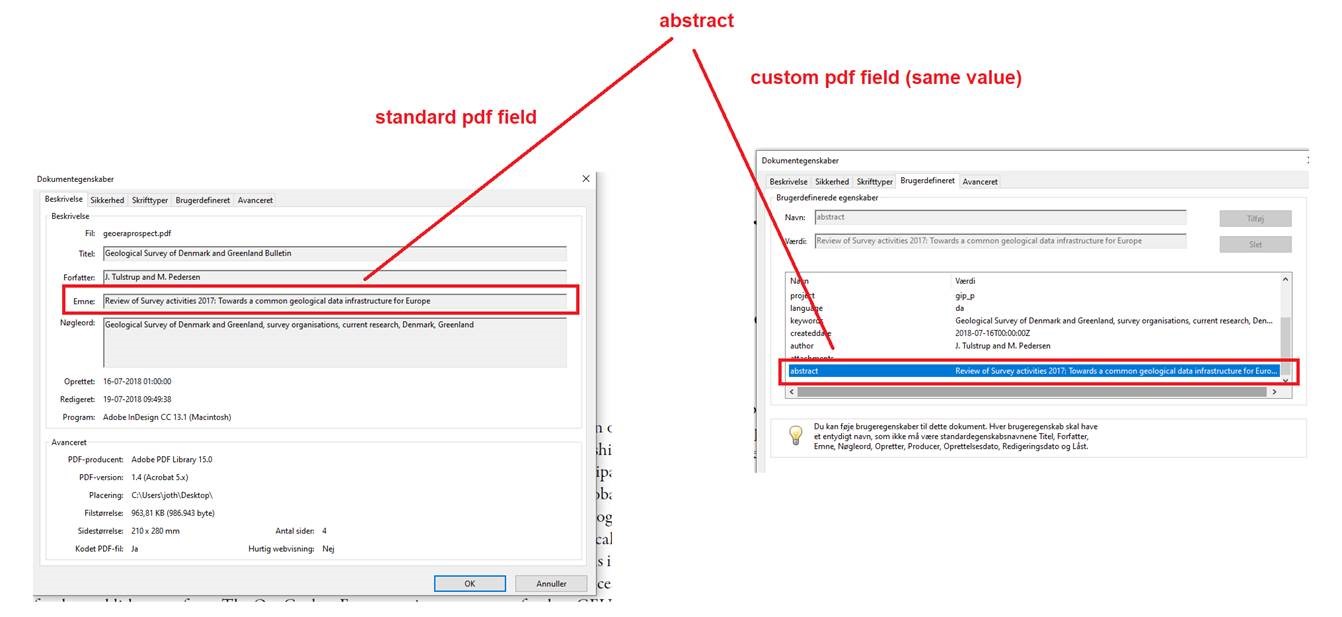 abstract
custom pdf field (same value)
standard pdf field
Dokumentegenskaber
Beskrivelse Sikkerhed Skrifttyper Brugerdefineret Avanceret
Beskrivelse
Fil: geoeraprospect.pdf
Titel: Geological Survey of Denmark and Greenland Bulletin
Forfatter: J. Tulstrup and M. Pedersen
Emne: Review of Survey activities 2017: Towards a common geological data infrastructure for Europe
Nøgleord: Geological Survey of Denmark and Greenland, survey organisations, current research, Denmark, Greenland
Oprettet: 16-07-2018 01:00:00
Redigeret: 19-07-2018 09:49:38
Program: Adobe InDesign CC 13.1 (Macintosh)
Avanceret
PDF-producent: Adobe PDF Library 15.0
PDF-version: 1.4 (Acrobat 5.x)
Placering: C:\Users\joth\Desktop\
Filstørrelse: 963,81 KB (986.943 byte)
Sidestørrelse: 210 x 280 mm Antal sider: 4
Kodet PDF-fil: Ja Hurtig webvisning: Nej
OK Annuller
Dokumentegenskaber
Beskrivelse Sikkerhed Skrifttyper Brugerdefineret Avanceret
Brugerdefinerede egenskaber
Navn: abstract Tilføj
Værdi: Review of Survey activities 2017: Towards a common geological data infrastructure for Europe Slet
Navn Værdi
project gip_p
language da
keywords Geological Survey of Denmark and Greenland, survey organisations, current research, Den...
createddate 2018-07-16T00:00:00Z
author J. Tulstrup and M. Pedersen
attachments
abstract Review of Survey activities 2017: Towards a common geological data infrastructure for Euro...
Du kan føje brugeregenskaber til dette dokument. Hver brugeregenskab skal have
et entydigt navn, som ikke må være standardegenskabsnavnene Titel, Forfatter,
Emne, Nøgleord, Opretter, Producer, Oprettelsesdato, Redigeringsdato og Låst.